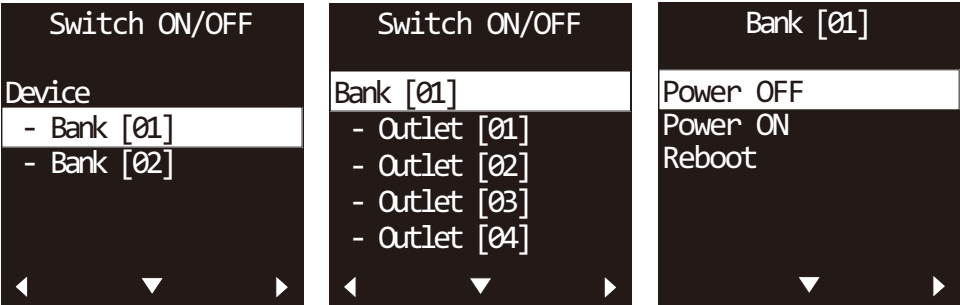 Switch ON/OFF
Device
- Bank [01]
- Bank [02]
Switch ON/OFF
Bank [01]
- Outlet [01]
- Outlet [02]
- Outlet [03]
- Outlet [04]
Bank [01]
Power OFF
Power ON
Reboot